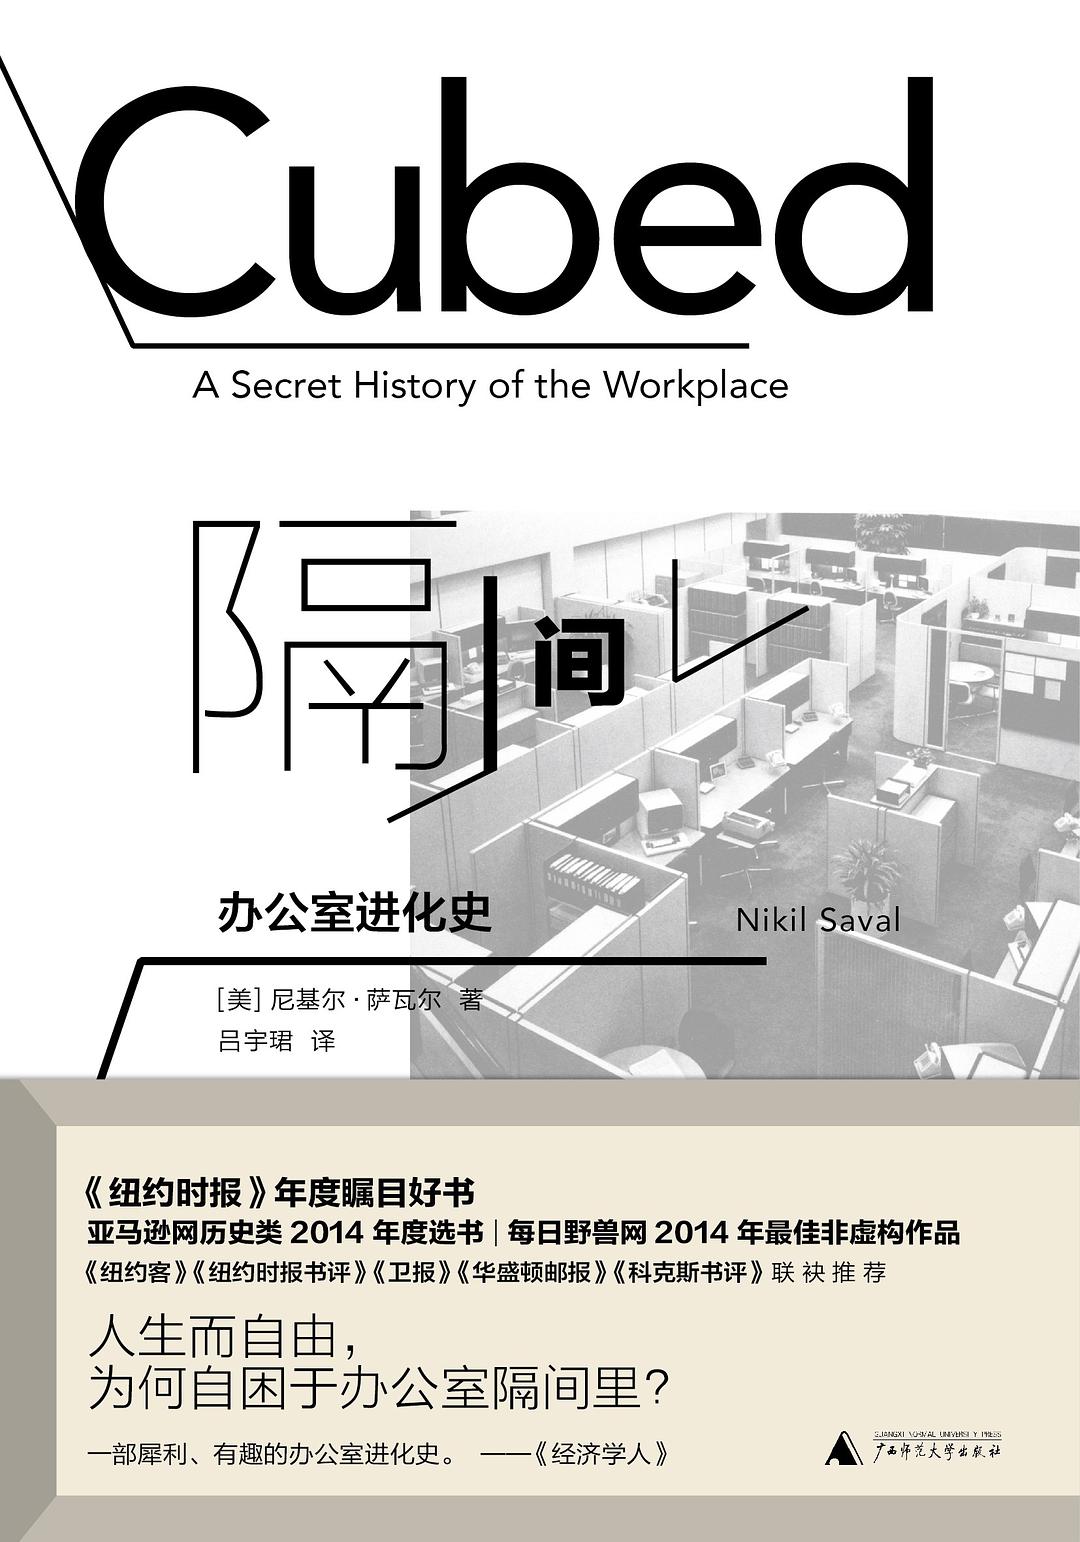 Cubed
A Secret History of the Workplace
隔间
办公室进化史
Nikil Saval
[美] 尼基尔·萨瓦尔 著
吕宇珺 译
《纽约时报》年度瞩目好书
亚马逊网历史类 2014 年度选书｜每日野兽网 2014 年最佳非虚构作品
《纽约客》《纽约时报书评》《卫报》《华盛顿邮报》《科克斯书评》联袂推荐
人生而自由，
为何自困于办公室隔间里？
一部犀利、有趣的办公室进化史。 ——《经济学人》
GUANGXI NORMAL UNIVERSITY PRESS
广西师范大学出版社